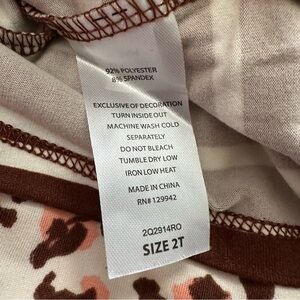 92% POLYESTER
8% SPANDEX
EXCLUSIVE OF DECORATION
TURN INSIDE OUT
MACHINE WASH COLD
SEPARATELY
DO NOT BLEACH
TUMBLE DRY LOW
IRON LOW HEAT
MADE IN CHINA
RN# 129942
2Q2914RO
SIZE 2T